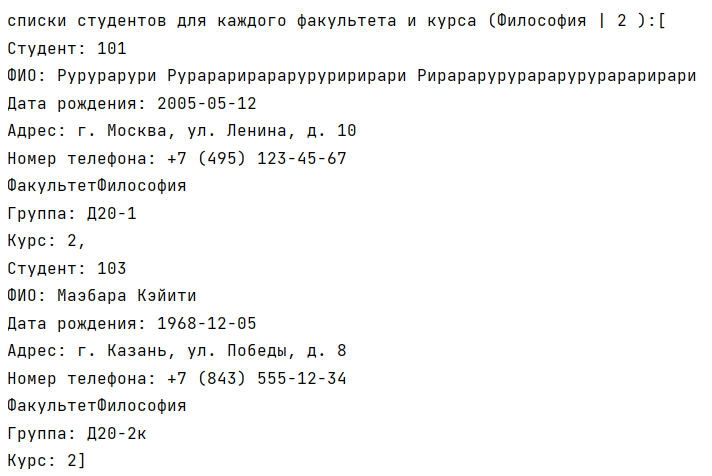 списки студентов для каждого факультета и курса (Философия | 2 ):[
Студент: 101
ФИО: Рурурарури Рурарарирараруруририрари Рирараруруrarаруруrарарирари
Дата рождения: 2005-05-12
Адрес: г. Москва, ул. Ленина, д. 10
Номер телефона: +7 (495) 123-45-67
ФакультетФилософия
Группа: Д20-1
Курс: 2,
Студент: 103
ФИО: Маэбара Кэйити
Дата рождения: 1968-12-05
Адрес: г. Казань, ул. Победы, д. 8
Номер телефона: +7 (843) 555-12-34
ФакультетФилософия
Группа: Д20-2к
Курс: 2]